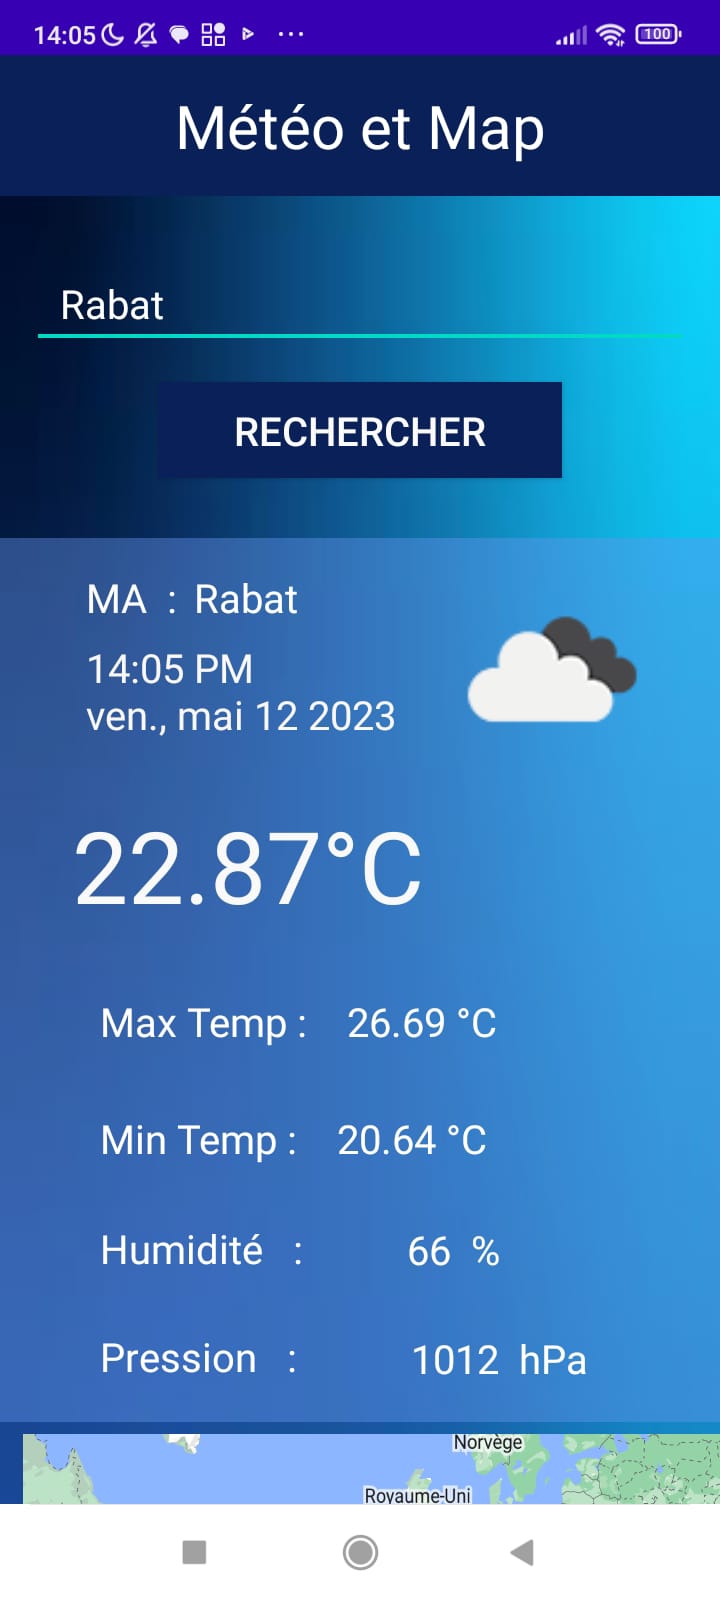 14:05 100
Météo et Map
Rabat
RECHERCHER
MA : Rabat
14:05 PM
ven., mai 12 2023
22.87°C
Max Temp : 26.69 °C
Min Temp : 20.64 °C
Humidité : 66 %
Pression : 1012 hPa
Norvège
Royaume-Uni